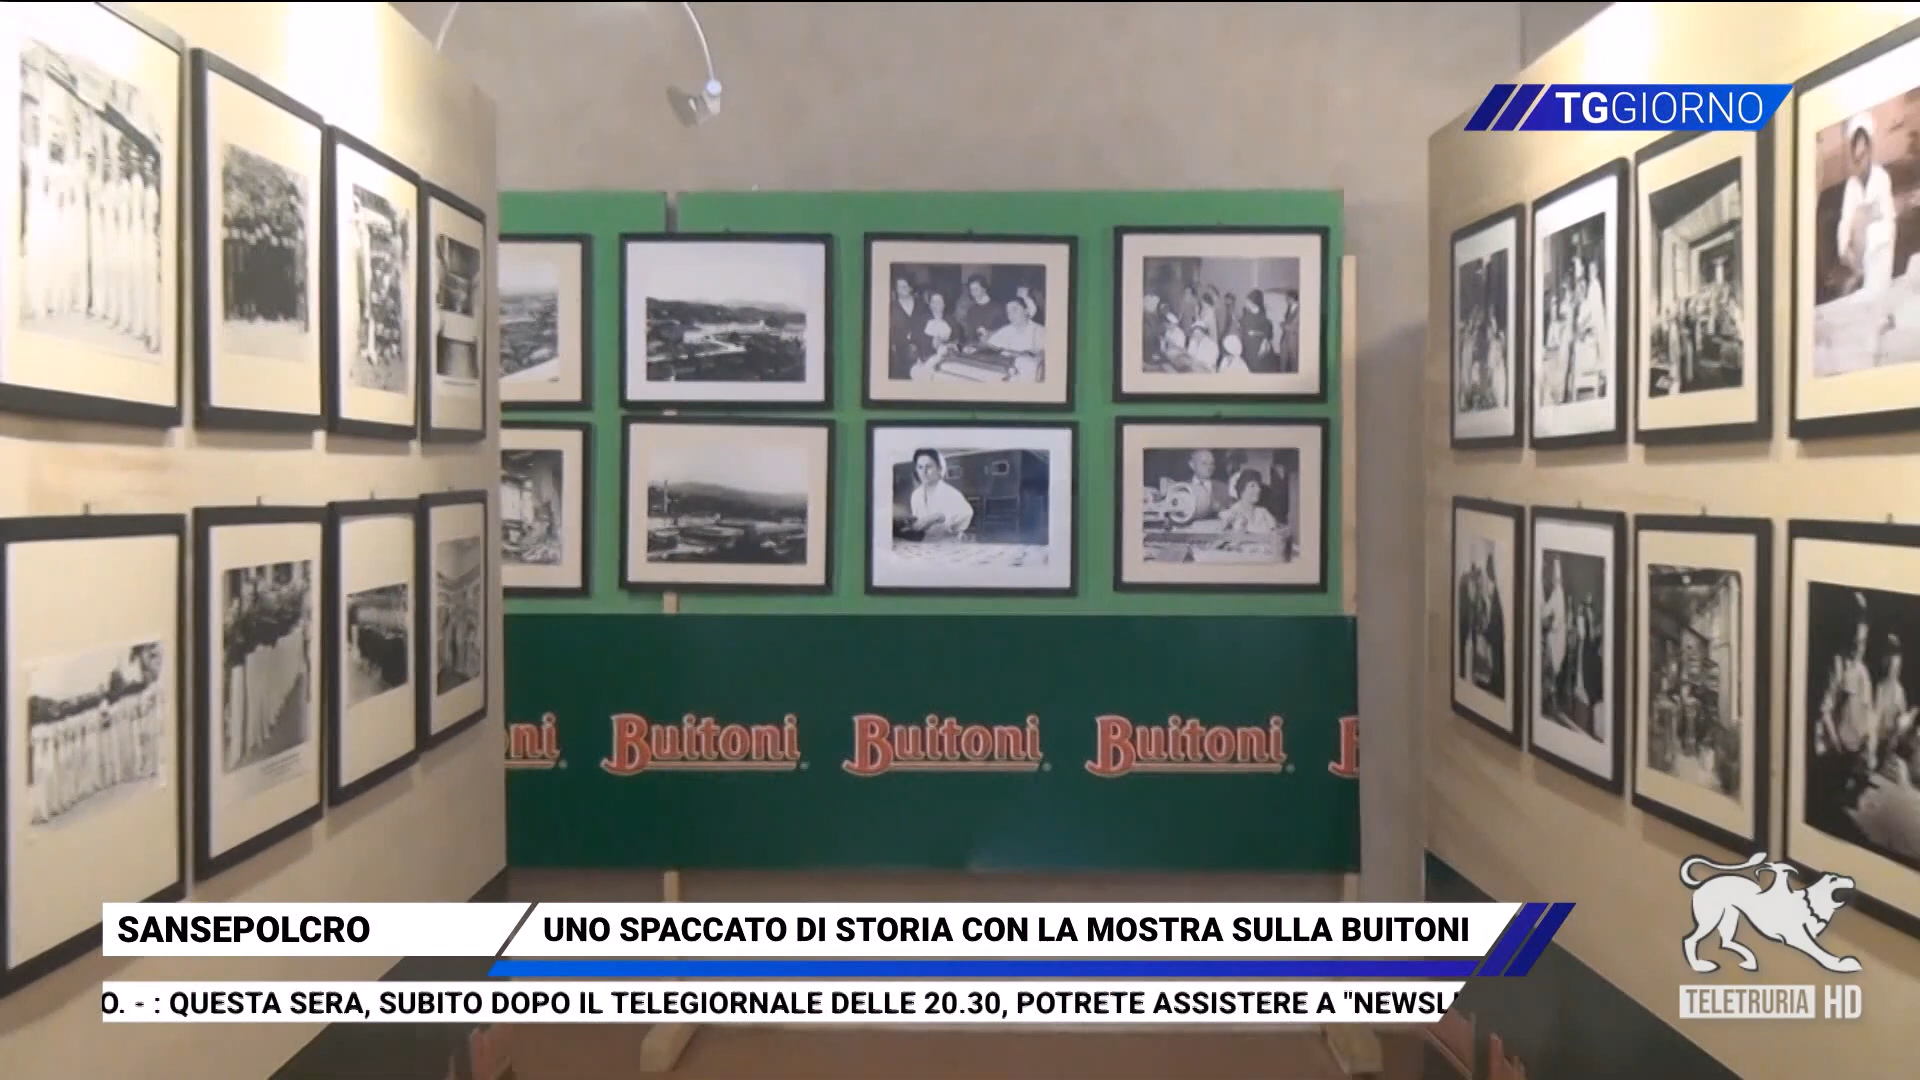 TGGIORNO
Buitoni Buitoni Buitoni
SANSEPOLCRO
UNO SPACCATO DI STORIA CON LA MOSTRA SULLA BUITONI
O. - : QUESTA SERA, SUBITO DOPO IL TELEGIORNALE DELLE 20.30, POTRETE ASSISTERE A "NEWSL
TELETRURIA HD